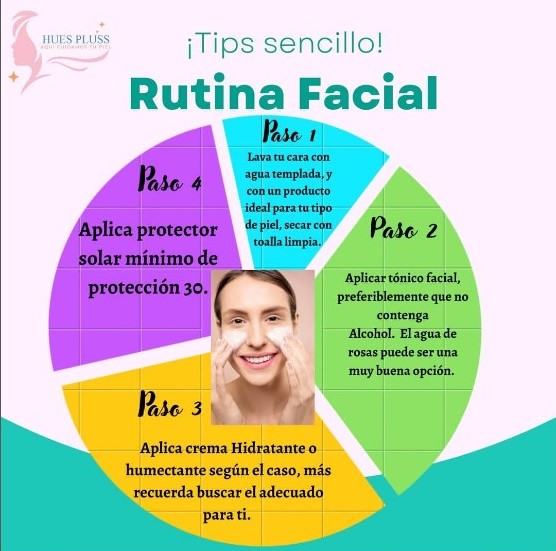 HUES PLUSS
AQUÍ CUIDAMOS TU PIEL
¡Tips sencillo!
Rutina Facial
Paso 1
Lava tu cara con
agua templada, y
con un producto
ideal para tu tipo
de piel, secar con
toalla limpia.
Paso 2
Aplicar tónico facial,
preferiblemente que no
contenga
Alcohol. El agua de
rosas puede ser una
muy buena opción.
Paso 3
Aplica crema Hidratante o
humectante según el caso, más
recuerda buscar el adecuado
para ti.
Paso 4
Aplica protector
solar mínimo de
protección 30.